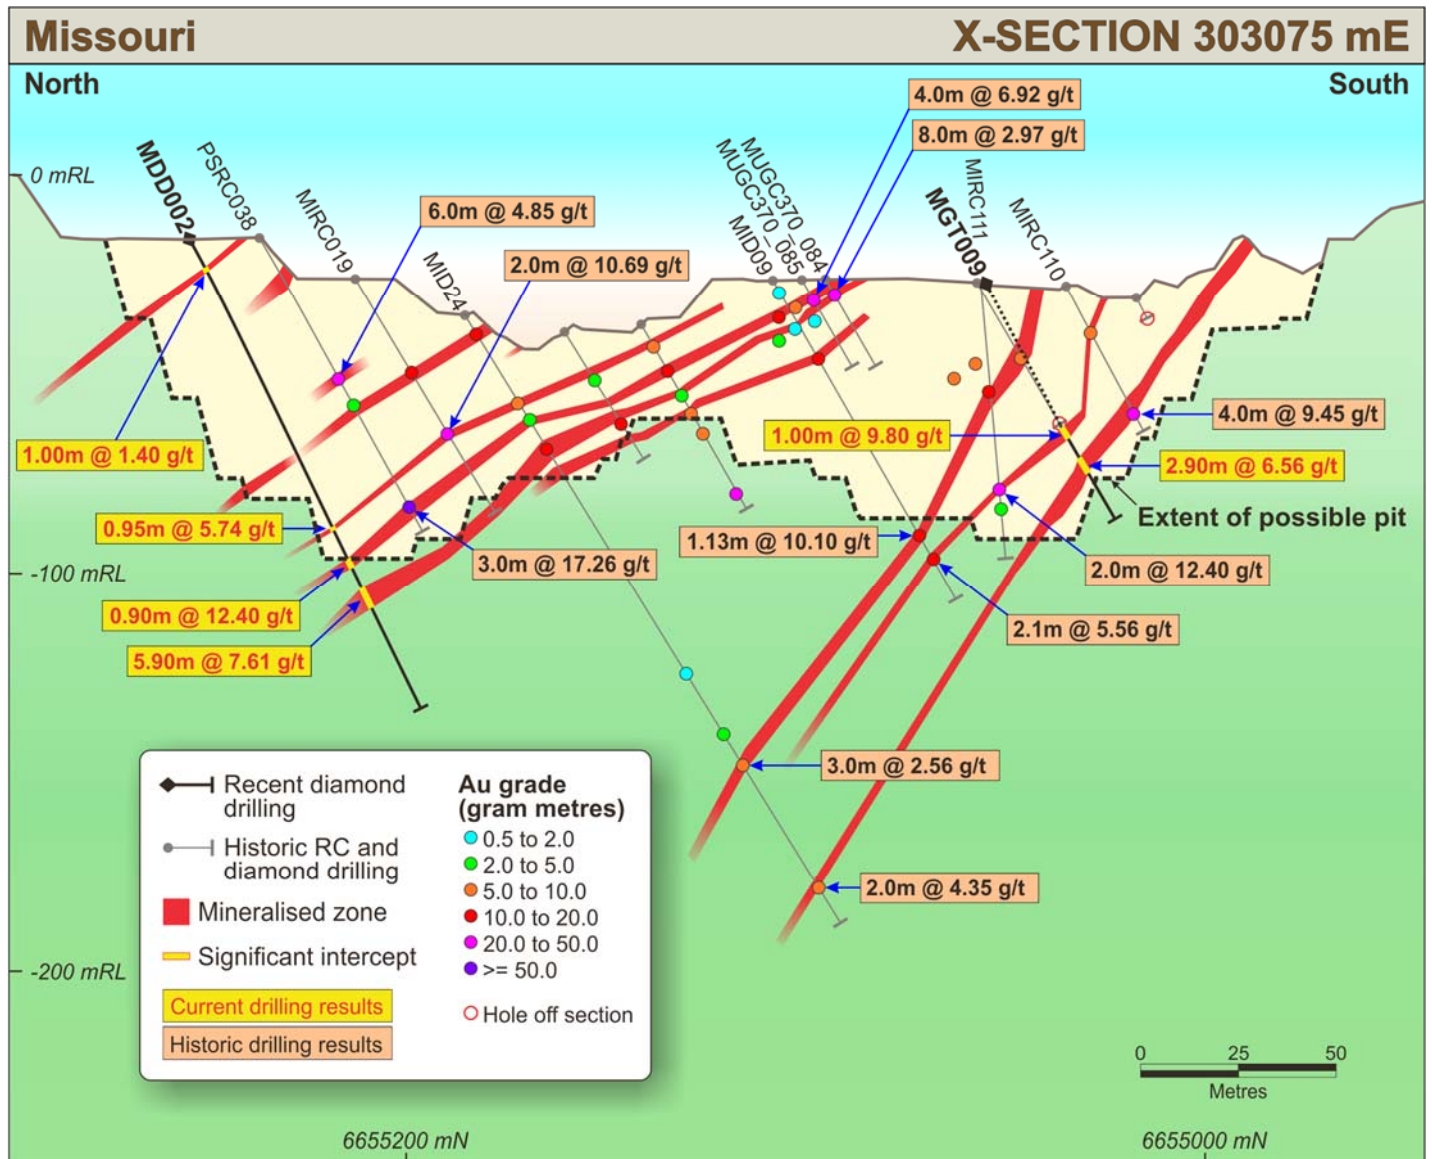 Missouri
X-SECTION 303075 mE
North
South
0 mRL
MDD002
PSRC038
MIRC019
MID24
MUGC370_084
MUGC370_085
MID09
MIRC111
MGT009
MIRC110
4.0m @ 6.92 g/t
8.0m @ 2.97 g/t
6.0m @ 4.85 g/t
2.0m @ 10.69 g/t
1.00m @ 1.40 g/t
1.00m @ 9.80 g/t
4.0m @ 9.45 g/t
2.90m @ 6.56 g/t
Extent of possible pit
0.95m @ 5.74 g/t
1.13m @ 10.10 g/t
3.0m @ 17.26 g/t
2.0m @ 12.40 g/t
-100 mRL
0.90m @ 12.40 g/t
2.1m @ 5.56 g/t
5.90m @ 7.61 g/t
3.0m @ 2.56 g/t
2.0m @ 4.35 g/t
Recent diamond
drilling
Historic RC and
diamond drilling
Mineralised zone
Significant intercept
Current drilling results
Historic drilling results
Au grade
(gram metres)
0.5 to 2.0
2.0 to 5.0
5.0 to 10.0
10.0 to 20.0
20.0 to 50.0
>= 50.0
Hole off section
-200 mRL
0 25 50
Metres
6655200 mN
6655000 mN